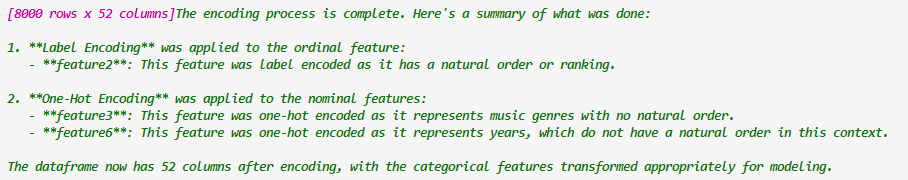 [8000 rows x 52 columns]The encoding process is complete. Here's a summary of what was done:
1. **Label Encoding** was applied to the ordinal feature:
- **feature2**: This feature was label encoded as it has a natural order or ranking.
2. **One-Hot Encoding** was applied to the nominal features:
- **feature3**: This feature was one-hot encoded as it represents music genres with no natural order.
- **feature6**: This feature was one-hot encoded as it represents years, which do not have a natural order in this context.
The dataframe now has 52 columns after encoding, with the categorical features transformed appropriately for modeling.